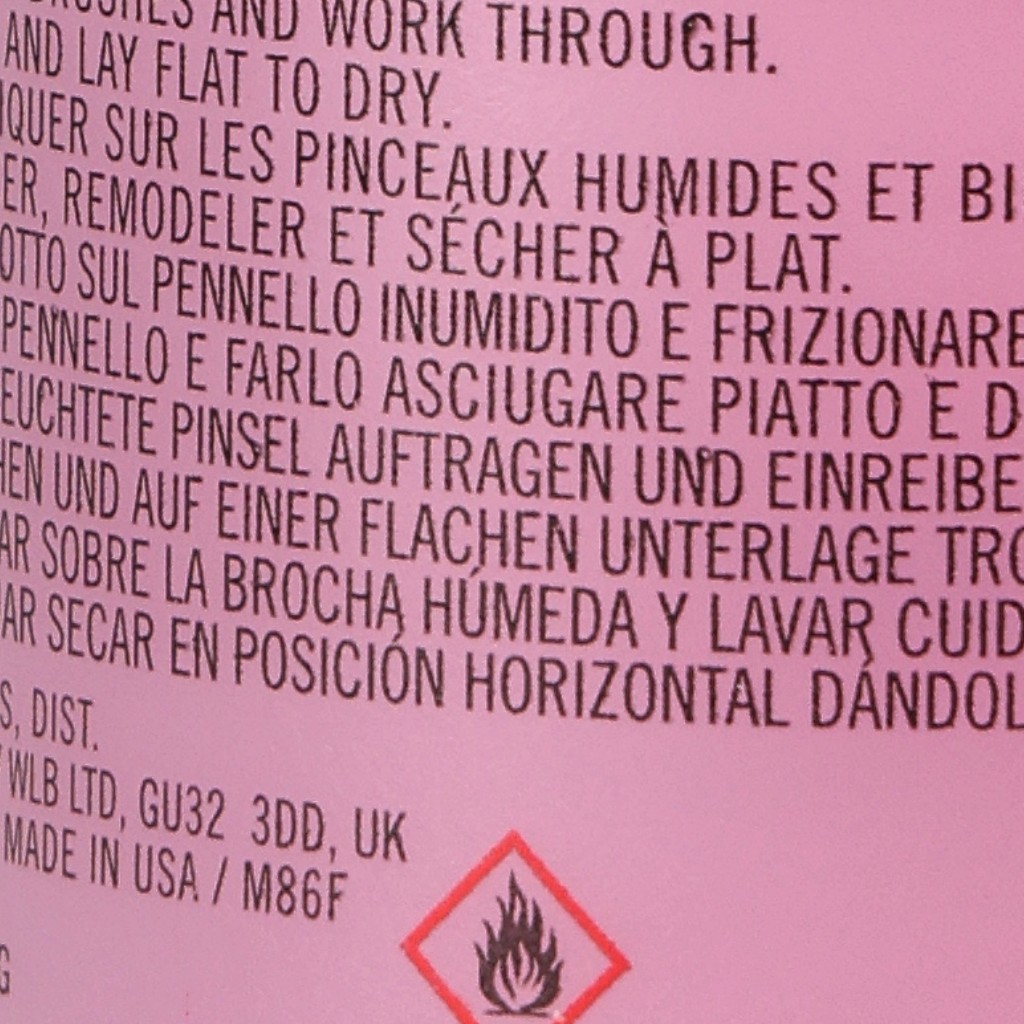 BRUSHES AND WORK THROUGH.
AND LAY FLAT TO DRY.
QUER SUR LES PINCEAUX HUMIDES ET BI
ER, REMODELER ET SÉCHER À PLAT.
OTTO SUL PENNELLO INUMIDITO E FRIZIONARE
PENNELLO E FARLO ASCIUGARE PIATTO E D
EUCHTETE PINSEL AUFTRAGEN UND EINREIBE
HEN UND AUF EINER FLACHEN UNTERLAGE TRO
AR SOBRE LA BROCHA HÚMEDA Y LAVAR CUID
AR SECAR EN POSICIÓN HORIZONTAL DÁNDOL
S, DIST.
WLB LTD, GU32 3DD, UK
MADE IN USA / M86F
G